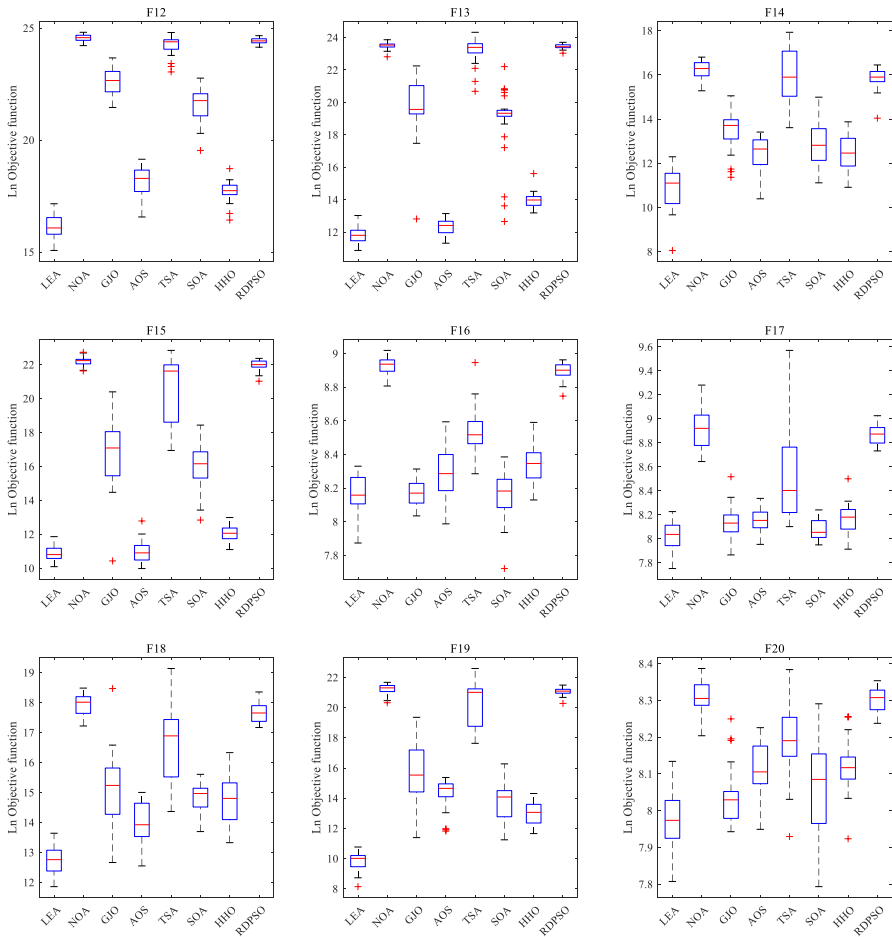 F12
F13
F14
Ln Objective function
25
20
15
LEA NOA GJO AOS TSA SOA HHO RDPSO
Ln Objective function
24
22
20
18
16
14
12
LEA NOA GJO AOS TSA SOA HHO RDPSO
Ln Objective function
18
16
14
12
10
8
LEA NOA GJO AOS TSA SOA HHO RDPSO
F15
F16
F17
Ln Objective function
22
20
18
16
14
12
10
LEA NOA GJO AOS TSA SOA HHO RDPSO
Ln Objective function
9
8.8
8.6
8.4
8.2
8
7.8
LEA NOA GJO AOS TSA SOA HHO RDPSO
Ln Objective function
9.6
9.4
9.2
9
8.8
8.6
8.4
8.2
8
7.8
LEA NOA GJO AOS TSA SOA HHO RDPSO
F18
F19
F20
Ln Objective function
19
18
17
16
15
14
13
12
LEA NOA GJO AOS TSA SOA HHO RDPSO
Ln Objective function
22
20
18
16
14
12
10
8
LEA NOA GJO AOS TSA SOA HHO RDPSO
Ln Objective function
8.4
8.3
8.2
8.1
8
7.9
7.8
LEA NOA GJO AOS TSA SOA HHO RDPSO